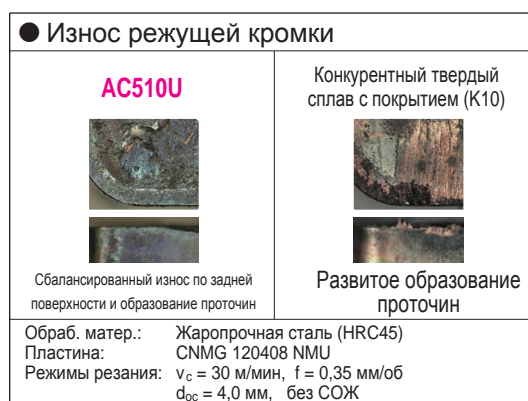 ● Износ режущей кромки
AC510U
Сбалансированный износ по задней
поверхности и образование проточин
Конкурентный твердый
сплав с покрытием (K10)
Развитое образование
проточин
Обраб. матер.: Жаропрочная сталь (HRC45)
Пластина: CNMG 120408 NMU
Режимы резания: vc = 30 м/мин, f = 0,35 мм/об
doc = 4,0 мм, без СОЖ